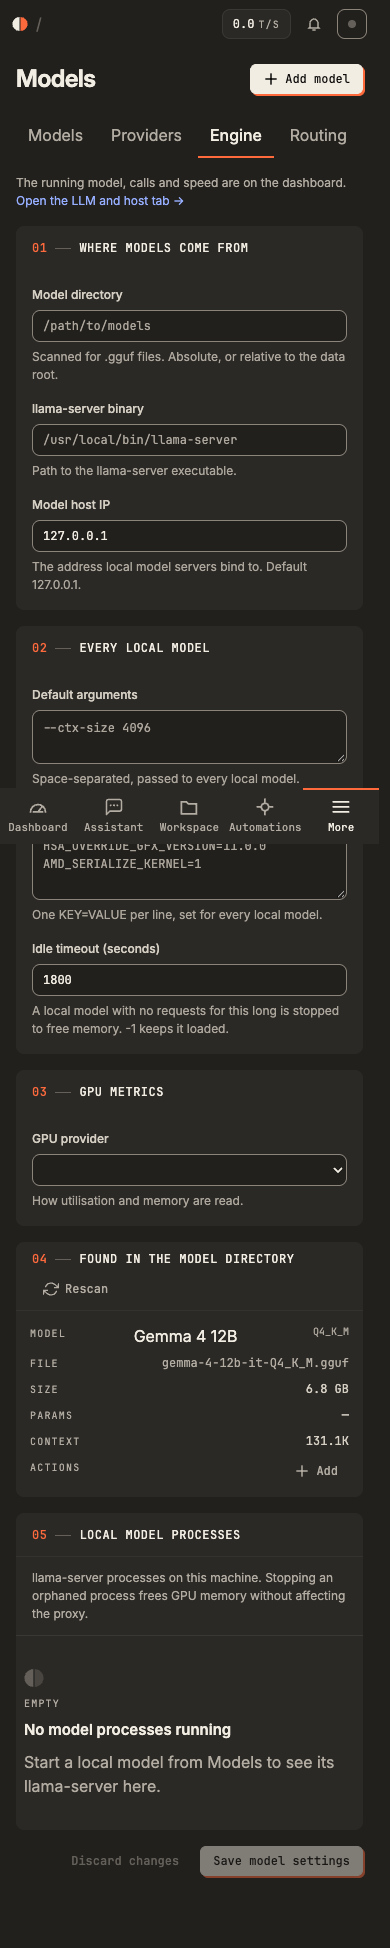 /
0.0 T/S
Models
Add model
Models Providers Engine Routing
The running model, calls and speed are on the dashboard.
Open the LLM and host tab →
01 — WHERE MODELS COME FROM
Model directory
/path/to/models
Scanned for .gguf files. Absolute, or relative to the data
root.
llama-server binary
/usr/local/bin/llama-server
Path to the llama-server executable.
Model host IP
127.0.0.1
The address local model servers bind to. Default
127.0.0.1.
02 — EVERY LOCAL MODEL
Default arguments
--ctx-size 4096
Space-separated, passed to every local model.
Dashboard Assistant Workspace Automations More
HSA_OVERRIDE_GFX_VERSION=11.0.0
AMD_SERIALIZE_KERNEL=1
One KEY=VALUE per line, set for every local model.
Idle timeout (seconds)
1800
A local model with no requests for this long is stopped
to free memory. -1 keeps it loaded.
03 — GPU METRICS
GPU provider
How utilisation and memory are read.
04 — FOUND IN THE MODEL DIRECTORY
Rescan
MODEL Gemma 4 12B Q4_K_M
FILE gemma-4-12b-it-Q4_K_M.gguf
SIZE 6.8 GB
PARAMS —
CONTEXT 131.1K
ACTIONS Add
05 — LOCAL MODEL PROCESSES
llama-server processes on this machine. Stopping an
orphaned process frees GPU memory without affecting
the proxy.
EMPTY
No model processes running
Start a local model from Models to see its
llama-server here.
Discard changes Save model settings